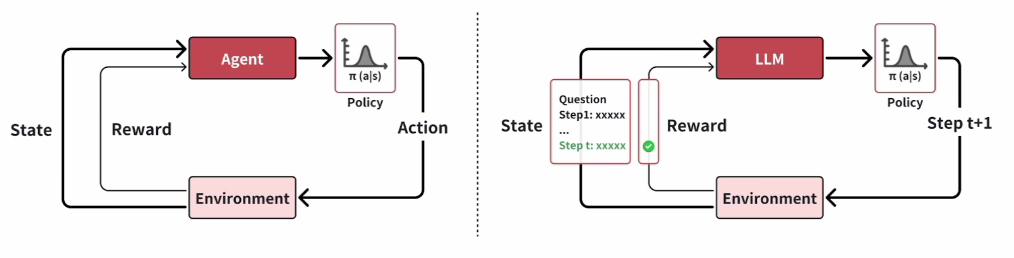 Agent
π (a|s)
Policy
State
Reward
Action
Environment
LLM
π (a|s)
Policy
Question
Step1: xxxxx
...
Step t: xxxxx
State
Reward
Step t+1
Environment